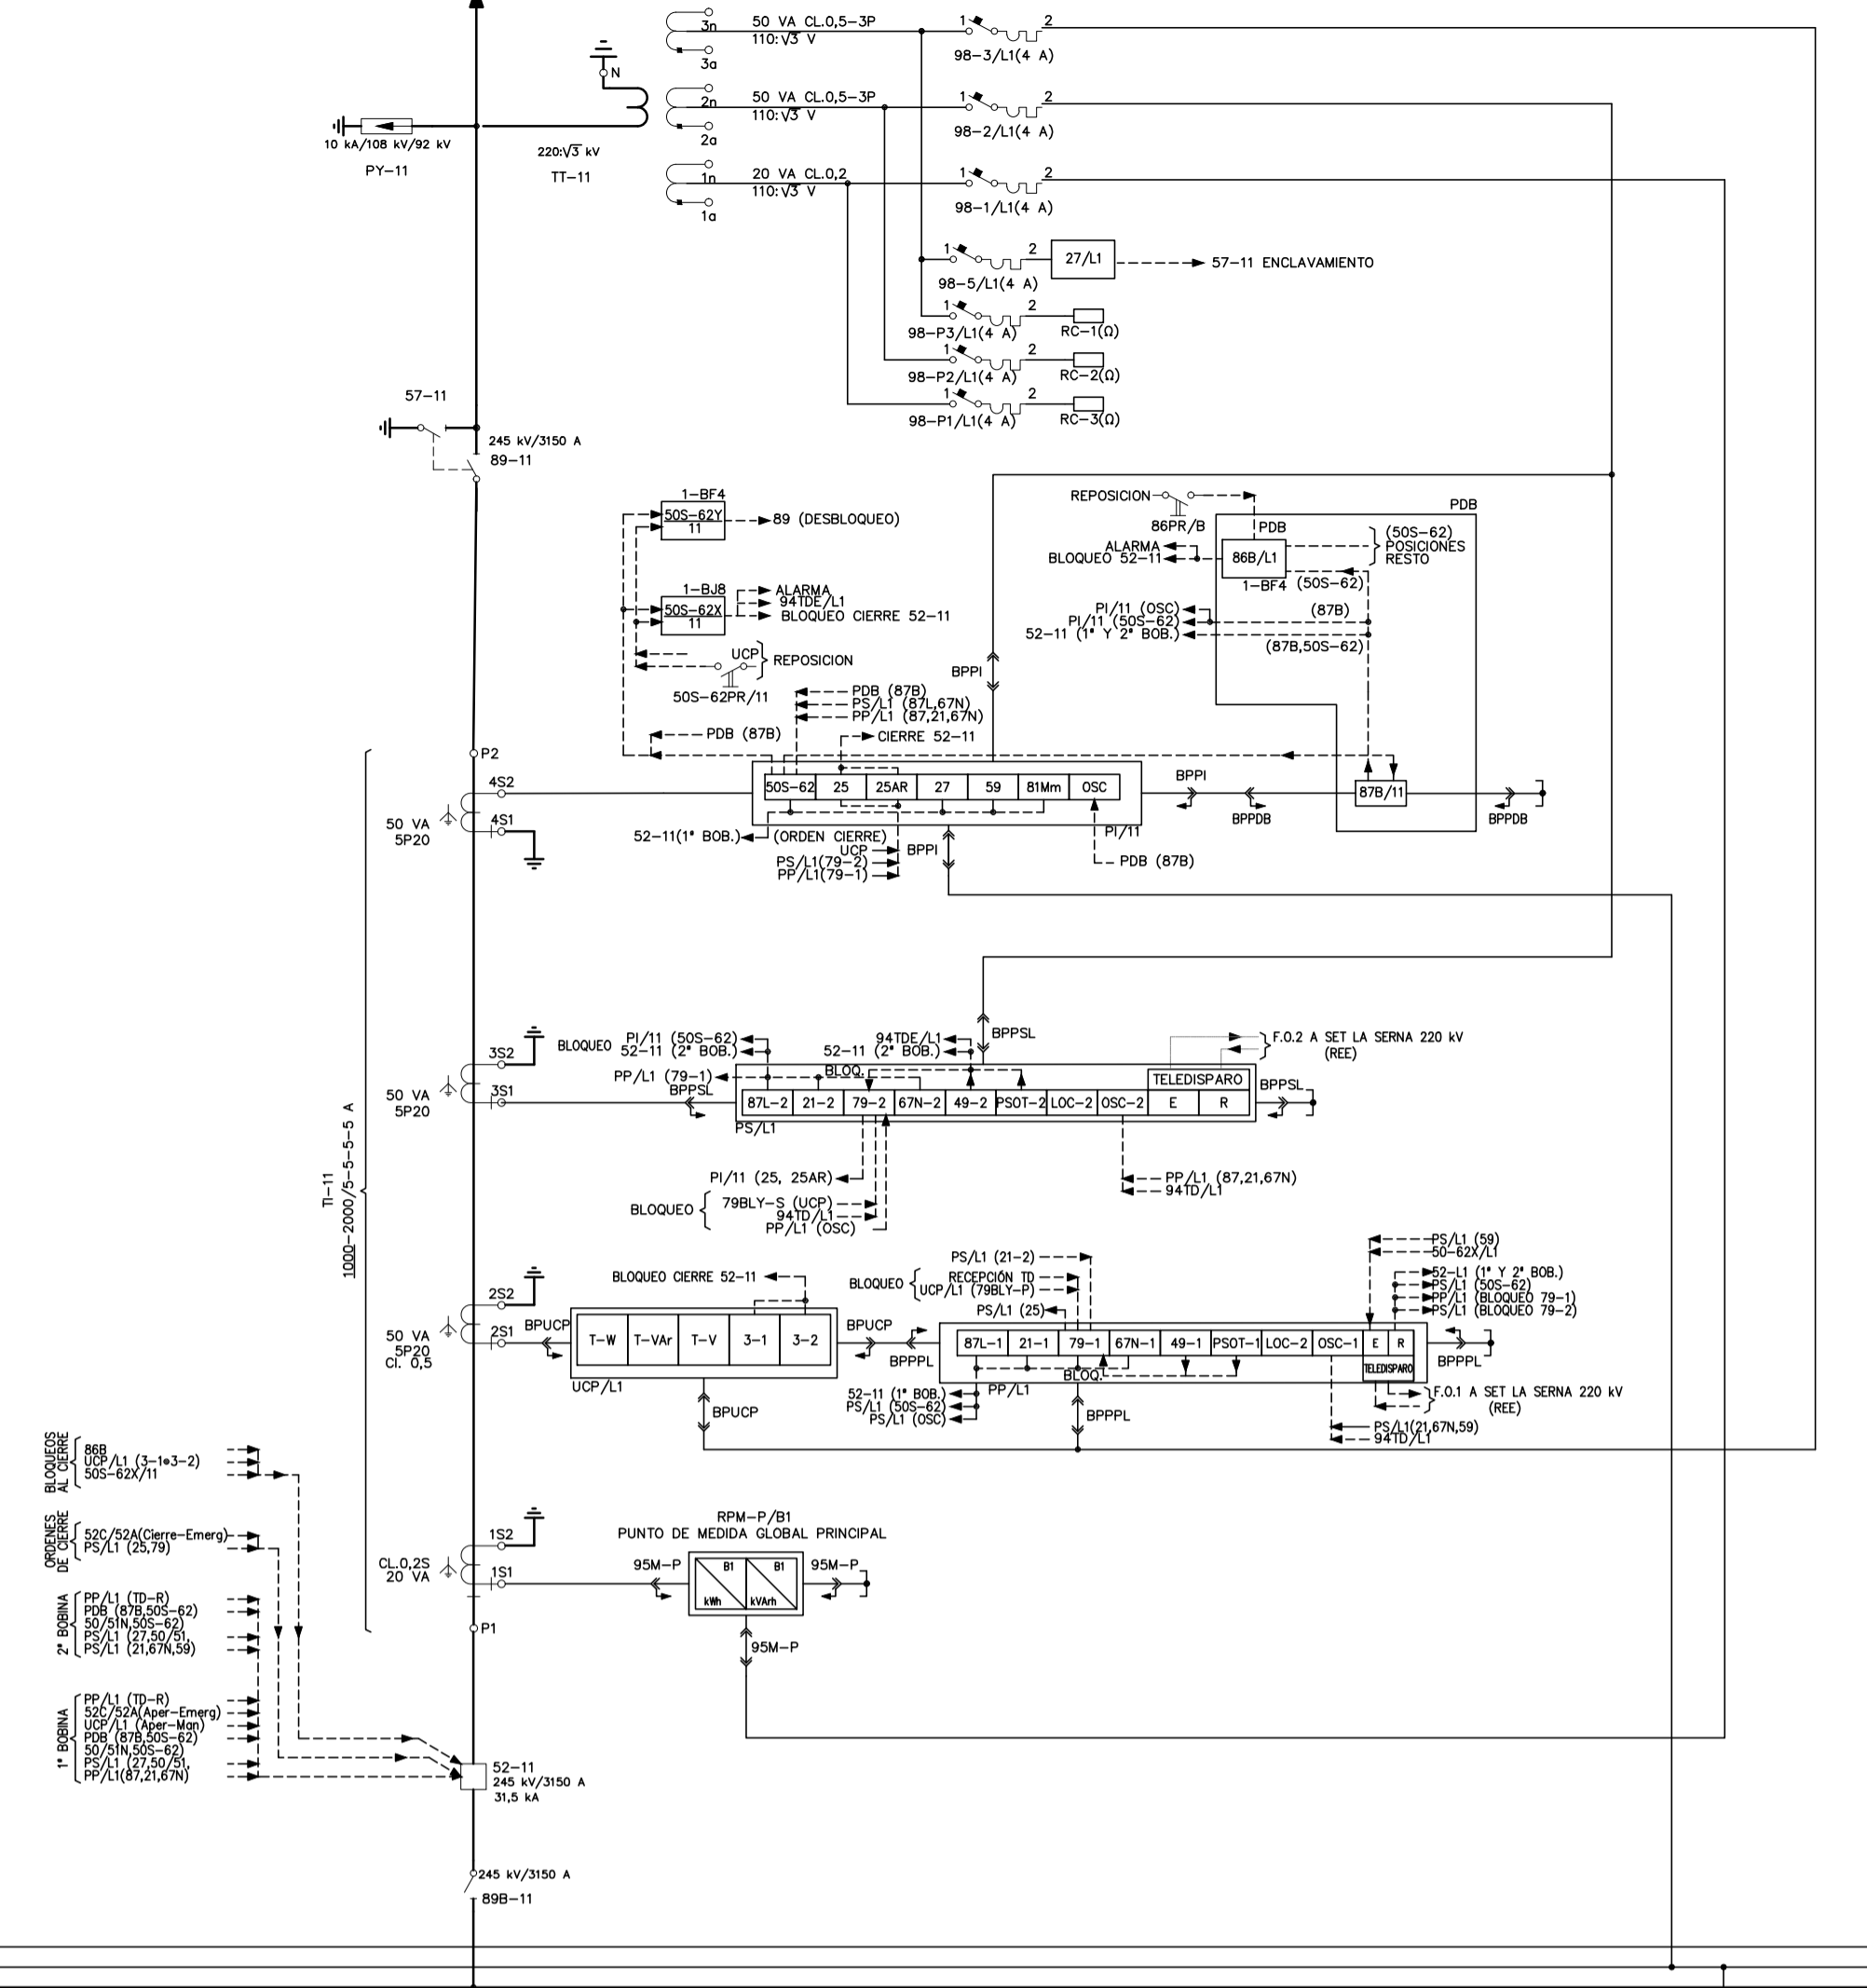 3n
50 VA CL.0,5-3P
110:√3 V
3a
1
2
98-3/L1(4 A)
N
2n
50 VA CL.0,5-3P
110:√3 V
2a
1
2
98-2/L1(4 A)
10 kA/108 kV/92 kV
PY-11
220:√3 kV
TT-11
1n
20 VA CL.0,2
110:√3 V
1a
1
2
98-1/L1(4 A)
1
2
27/L1
57-11 ENCLAVAMIENTO
98-5/L1(4 A)
1
2
98-P3/L1(4 A)
RC-1(Ω)
1
2
98-P2/L1(4 A)
RC-2(Ω)
1
2
98-P1/L1(4 A)
RC-3(Ω)
57-11
245 kV/3150 A
89-11
1-BF4
50S-62Y
11
89 (DESBLOQUEO)
1-BJ8
50S-62X
11
ALARMA
94TDE/L1
BLOQUEO CIERRE 52-11
UCP
REPOSICION
50S-62PR/11
REPOSICION
86PR/B
PDB
PDB
ALARMA
BLOQUEO 52-11
86B/L1
(50S-62)
POSICIONES
RESTO
1-BF4
(50S-62)
PI/11 (OSC)
PI/11 (50S-62)
52-11 (1ª Y 2ª BOB.)
(87B)
(87B,50S-62)
BPPI
PDB (87B)
PS/L1 (87L,67N)
PP/L1 (87,21,67N)
PDB (87B)
CIERRE 52-11
P2
4S2
4S1
50 VA
5P20
50S-62
25
25AR
27
59
81Mm
OSC
PI/11
BPPI
BPPDB
87B/11
BPPDB
52-11(1ª BOB.)
(ORDEN CIERRE)
UCP
PS/L1(79-2)
PP/L1(79-1)
BPPI
PDB (87B)
TI-11
1000-2000/5-5-5-5-5 A
3S2
3S1
50 VA
5P20
BLOQUEO
PI/11 (50S-62)
52-11 (2ª BOB.)
PP/L1 (79-1)
BPPSL
94TDE/L1
52-11 (2ª BOB.)
BLOQ.
BPPSL
F.O.2 A SET LA SERNA 220 kV
(REE)
TELEDISPARO
BPPSL
87L-2
21-2
79-2
67N-2
49-2
PSOT-2
LOC-2
OSC-2
E
R
PS/L1
PI/11 (25, 25AR)
BLOQUEO
79BLY-S (UCP)
94TD/L1
PP/L1 (OSC)
PP/L1 (87,21,67N)
94TD/L1
2S2
2S1
50 VA
5P20
Cl. 0,5
BLOQUEO CIERRE 52-11
BPUCP
T-W
T-VAr
T-V
3-1
3-2
UCP/L1
BPUCP
BPUCP
PS/L1 (21-2)
BLOQUEO
RECEPCIÓN TD
UCP/L1 (79BLY-P)
PS/L1 (25)
BPPPL
PS/L1 (59)
50-62X/L1
52-L1 (1ª Y 2ª BOB.)
PS/L1 (50S-62)
PP/L1 (BLOQUEO 79-1)
PS/L1 (BLOQUEO 79-2)
87L-1
21-1
79-1
67N-1
49-1
PSOT-1
LOC-2
OSC-1
E
R
TELEDISPARO
BPPPL
BLOQ.
PP/L1
52-11 (1ª BOB.)
PS/L1 (50S-62)
PS/L1 (OSC)
BPPPL
F.O.1 A SET LA SERNA 220 kV
(REE)
PS/L1(21,67N,59)
94TD/L1
BLOQUEOS
AL CIERRE
86B
UCP/L1 (3-1•3-2)
50S-62X/11
ORDENES
DE CIERRE
52C/52A(Cierre-Emerg)
PS/L1 (25,79)
2ª BOBINA
PP/L1 (TD-R)
PDB (87B,50S-62)
50/51N,50S-62)
PS/L1 (27,50/51,
PS/L1 (21,67N,59)
1ª BOBINA
PP/L1 (TD-R)
52C/52A(Aper-Emerg)
UCP/L1 (Aper-Man)
PDB (87B,50S-62)
50/51N,50S-62)
PS/L1 (27,50/51,
PP/L1(87,21,67N)
1S2
1S1
CL.0,2S
20 VA
P1
RPM-P/B1
PUNTO DE MEDIDA GLOBAL PRINCIPAL
95M-P
B1
kWh
B1
kVArh
95M-P
95M-P
52-11
245 kV/3150 A
31,5 kA
245 kV/3150 A
89B-11